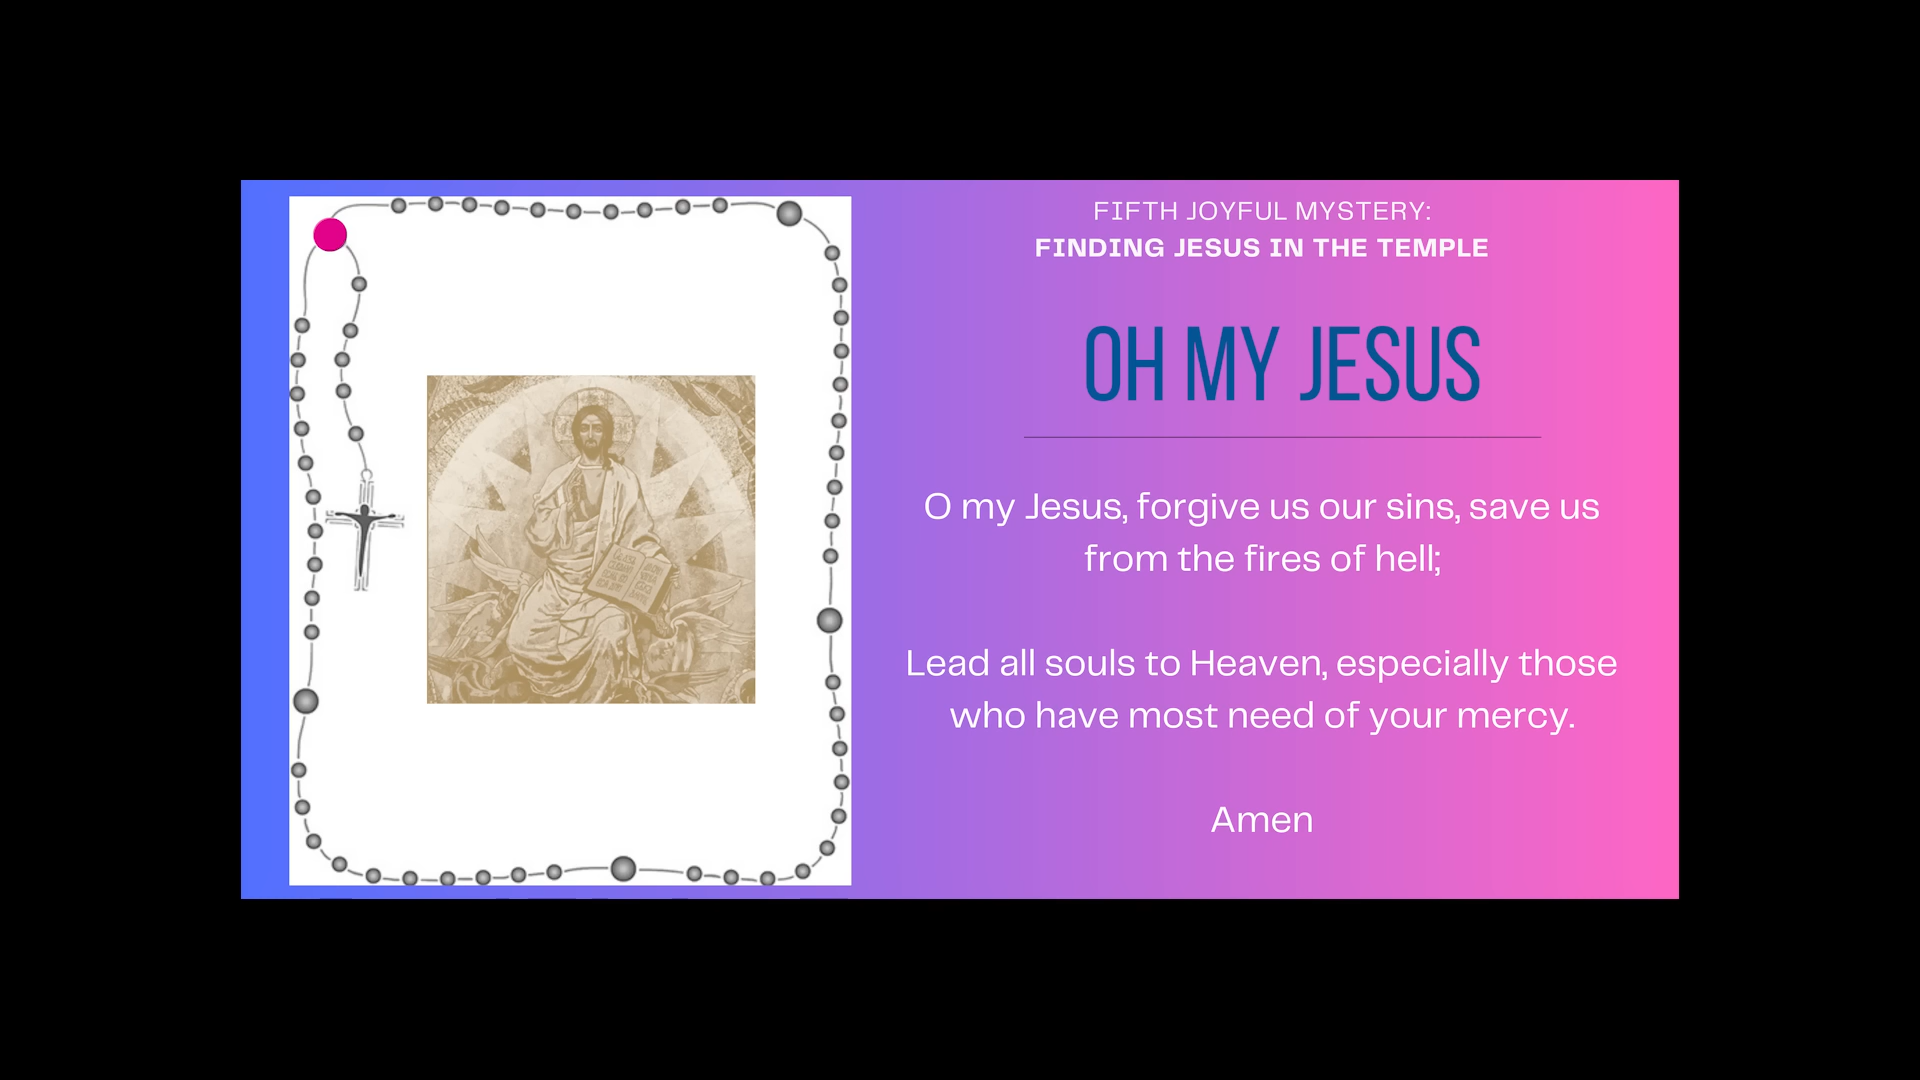 FIFTH JOYFUL MYSTERY:
FINDING JESUS IN THE TEMPLE
OH MY JESUS
O my Jesus, forgive us our sins, save us
from the fires of hell;
Lead all souls to Heaven, especially those
who have most need of your mercy.
Amen